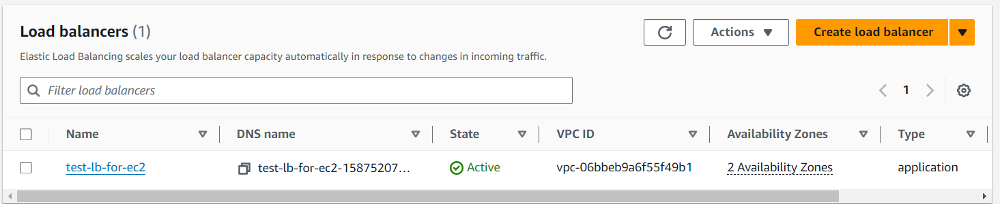 Load balancers (1)
Actions
Create load balancer
Elastic Load Balancing scales your load balancer capacity automatically in response to changes in incoming traffic.
Filter load balancers
1
Name DNS name State VPC ID Availability Zones Type
test-lb-for-ec2 test-lb-for-ec2-15875207... Active vpc-06bbeb9a6f55f49b1 2 Availability Zones application